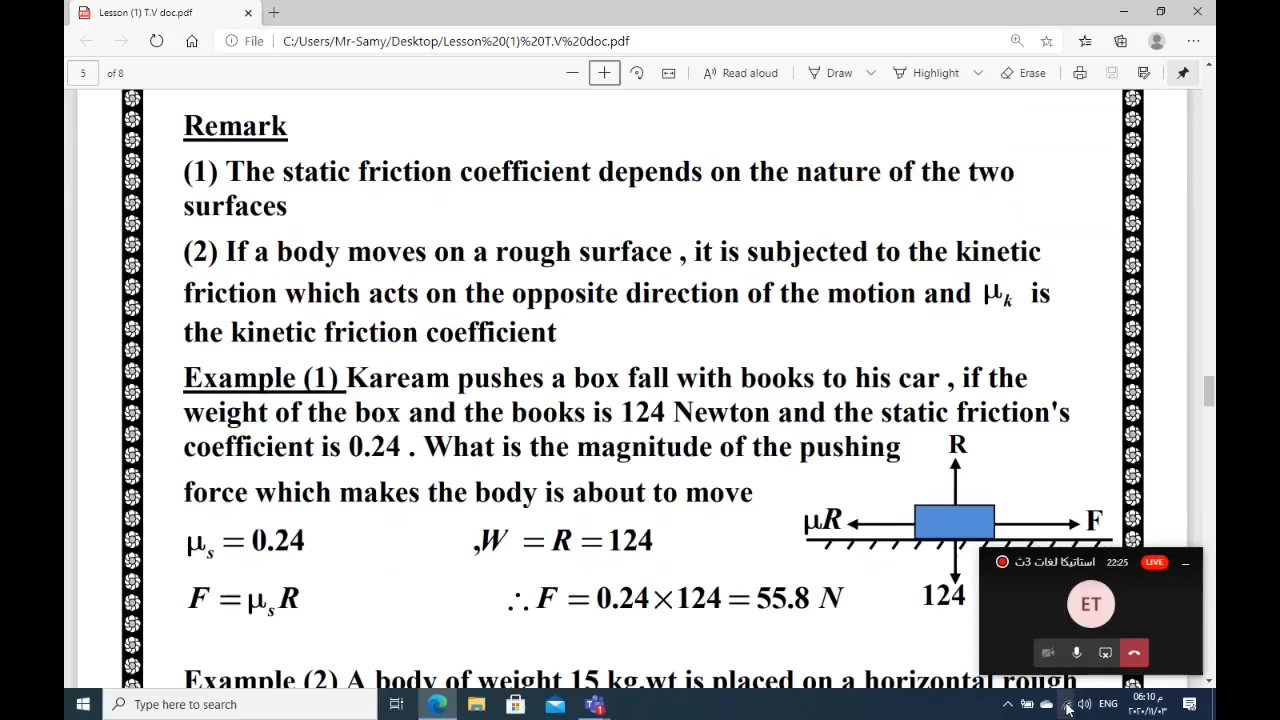 Lesson (1) T.V doc.pdf
File C:/Users/Mr-Samy/Desktop/Lesson%20(1)%20T.V%20doc.pdf
5 of 8 Read aloud Draw Highlight Erase
Remark
(1) The static friction coefficient depends on the nature of the two
surfaces
(2) If a body moves on a rough surface , it is subjected to the kinetic
friction which acts on the opposite direction of the motion and μk is
the kinetic friction coefficient
Example (1) Kaream pushes a box fall with books to his car , if the
weight of the box and the books is 124 Newton and the static friction's
coefficient is 0.24 . What is the magnitude of the pushing
R
force which makes the body is about to move
μR F
μs = 0.24 ,W = R = 124
F = μs R ∴ F = 0.24 × 124 = 55.8 N 124
استاتيكا لغات 3ث 22:25 LIVE
ET
Example (2) A body of weight 15 kg.wt is placed on a horizontal rough
Type here to search
ENG
06:10 م
٢٠٢٠/١١/٠٣